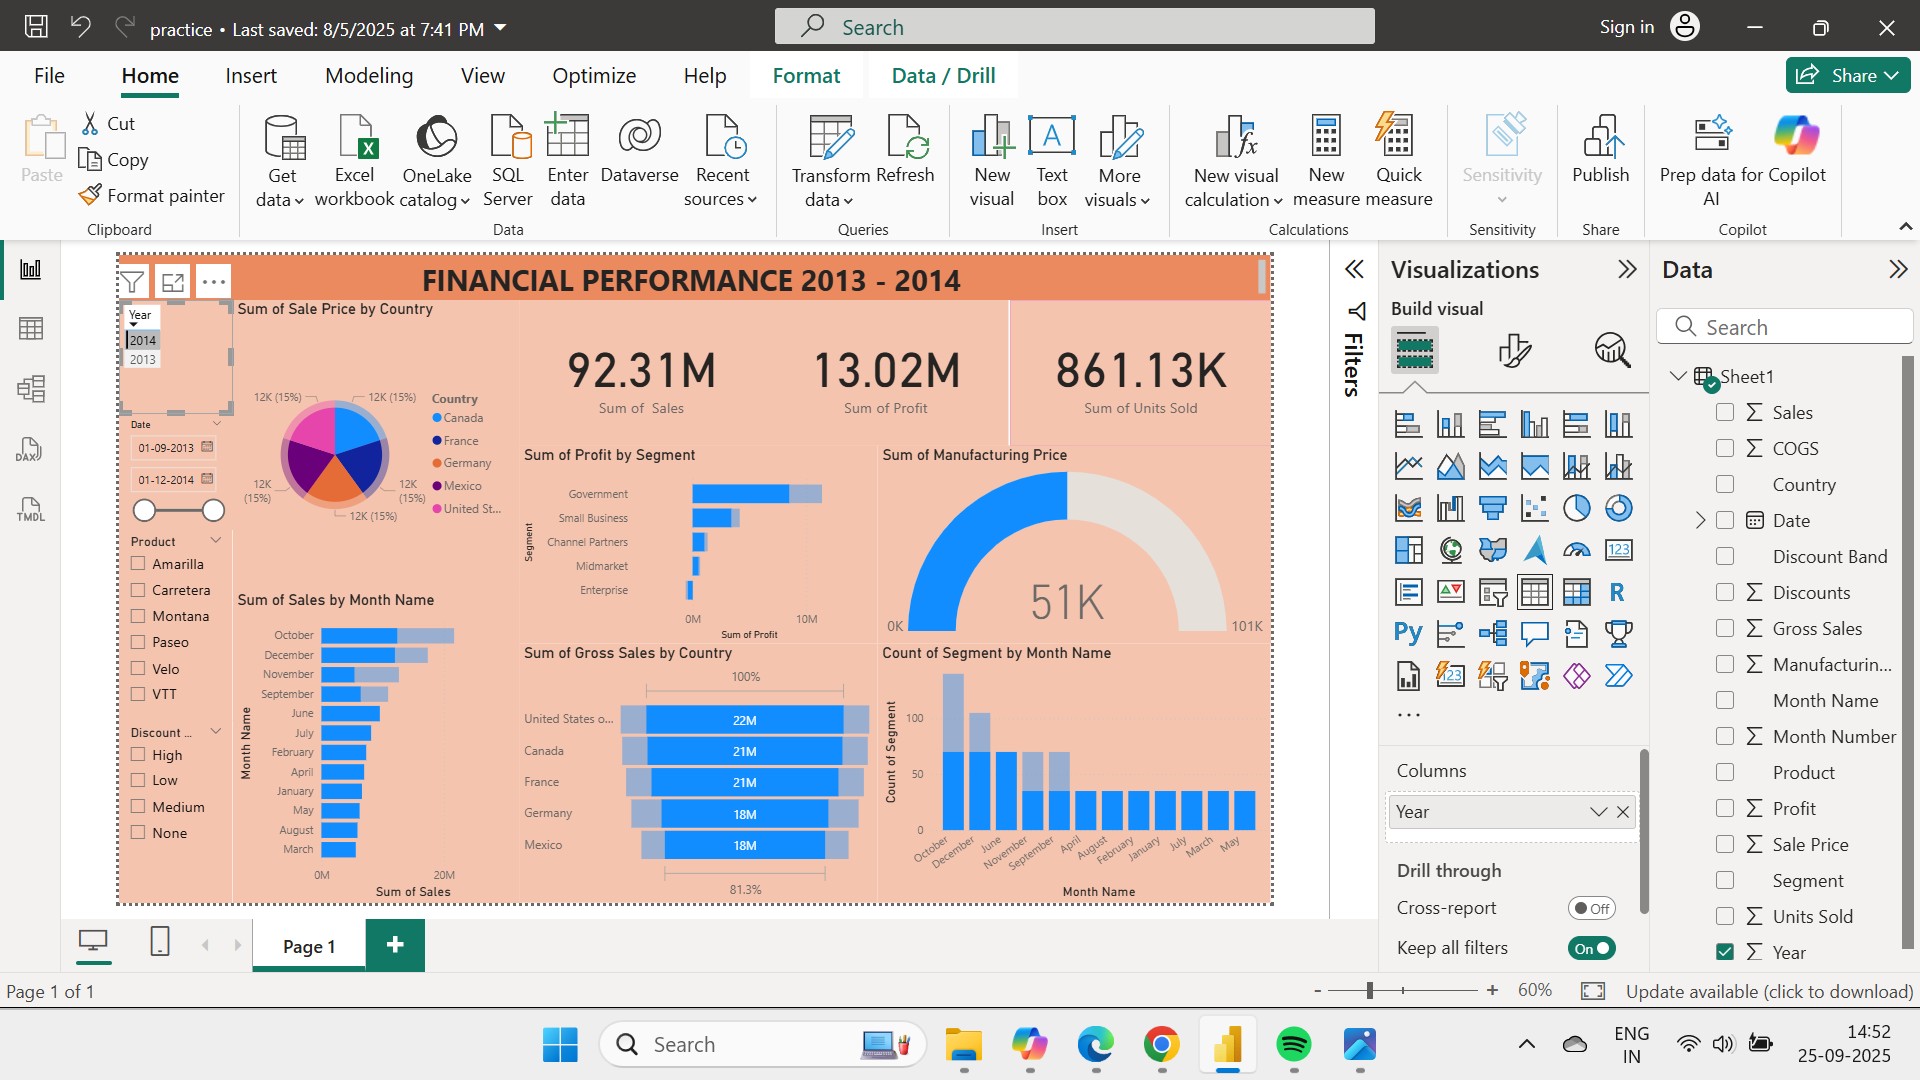 practice • Last saved: 8/5/2025 at 7:41 PM
Search
Sign in
File
Home
Insert
Modeling
View
Optimize
Help
Format
Data / Drill
Share
Paste
Cut
Copy
Format painter
Clipboard
Get data
Excel workbook
OneLake catalog
SQL Server
Enter data
Dataverse
Recent sources
Data
Transform data
Refresh
Queries
New visual
Text box
More visuals
Insert
New visual calculation
New measure
Quick measure
Calculations
Sensitivity
Sensitivity
Publish
Share
Prep data for AI
Copilot
Copilot
DAX
TMDL
FINANCIAL PERFORMANCE 2013 - 2014
Year
2014
2013
Date
01-09-2013
01-12-2014
Product
Amarilla
Carretera
Montana
Paseo
Velo
VTT
Discount ...
High
Low
Medium
None
Sum of Sale Price by Country
12K (15%)
12K (15%)
12K (15%)
12K (15%)
12K (15%)
Country
Canada
France
Germany
Mexico
United St...
92.31M
Sum of Sales
13.02M
Sum of Profit
861.13K
Sum of Units Sold
Sum of Profit by Segment
Segment
Government
Small Business
Channel Partners
Midmarket
Enterprise
0M
10M
Sum of Profit
Sum of Manufacturing Price
51K
0K
101K
Sum of Sales by Month Name
Month Name
October
December
November
September
June
July
February
April
January
May
August
March
0M
20M
Sum of Sales
Sum of Gross Sales by Country
100%
United States o...
22M
Canada
21M
France
21M
Germany
18M
Mexico
18M
81.3%
Count of Segment by Month Name
Count of Segment
100
50
0
October
December
June
November
September
April
August
February
January
July
March
May
Month Name
Filters
Visualizations
Build visual
123
R
Py
123
...
Columns
Year
Drill through
Cross-report
Off
Keep all filters
On
Data
Search
Sheet1
Sales
COGS
Country
Date
Discount Band
Discounts
Gross Sales
Manufacturin...
Month Name
Month Number
Product
Profit
Sale Price
Segment
Units Sold
Year
Page 1
Page 1 of 1
- + 60%
Update available (click to download)
Search
ENG
IN
14:52
25-09-2025